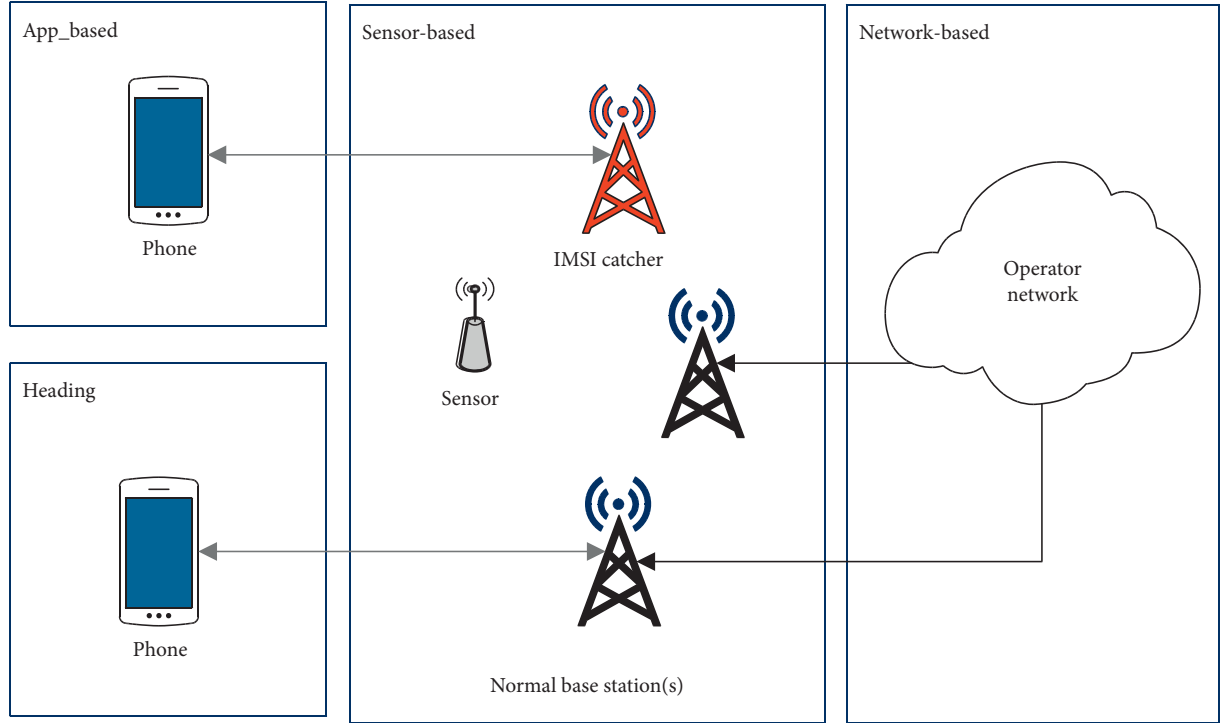 App_based
Phone
Heading
Phone
Sensor-based
IMSI catcher
Sensor
Normal base station(s)
Network-based
Operator
network